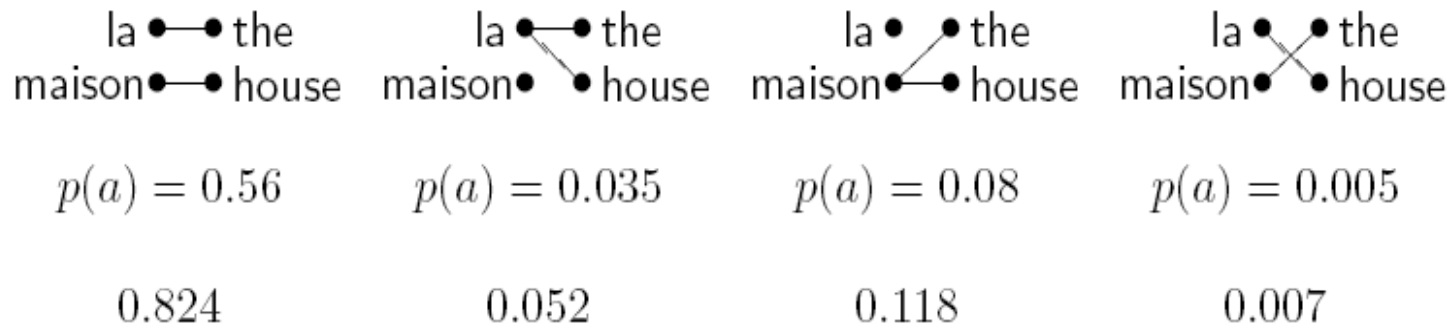 la the la the la the la the
maison house maison house maison house maison house
p(a) = 0.56 p(a) = 0.035 p(a) = 0.08 p(a) = 0.005
0.824 0.052 0.118 0.007